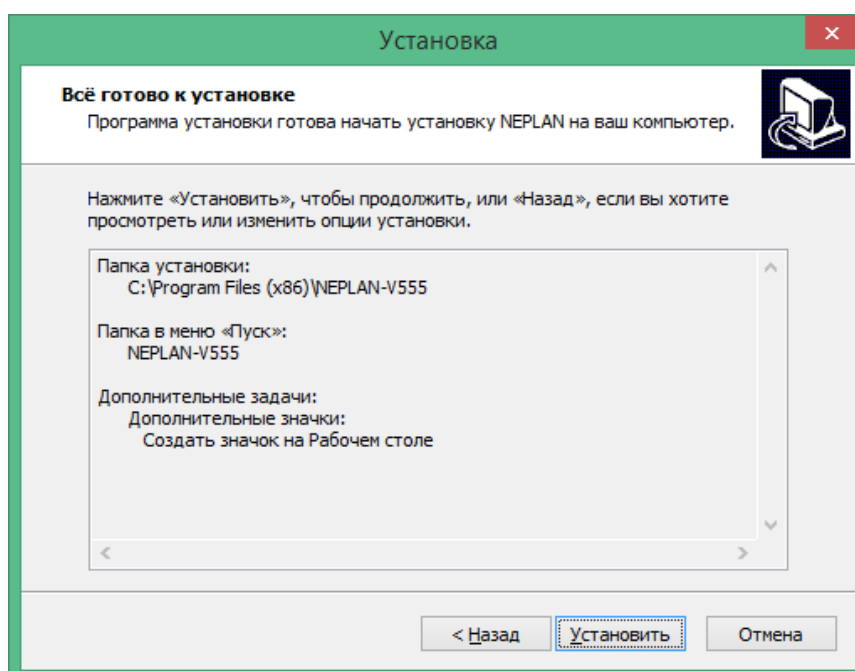 Установка
Всё готово к установке
Программа установки готова начать установку NEPLAN на ваш компьютер.
Нажмите «Установить», чтобы продолжить, или «Назад», если вы хотите
просмотреть или изменить опции установки.
Папка установки:
C:\Program Files (x86)\NEPLAN-V555
Папка в меню «Пуск»:
NEPLAN-V555
Дополнительные задачи:
Дополнительные значки:
Создать значок на Рабочем столе
< Назад Установить Отмена